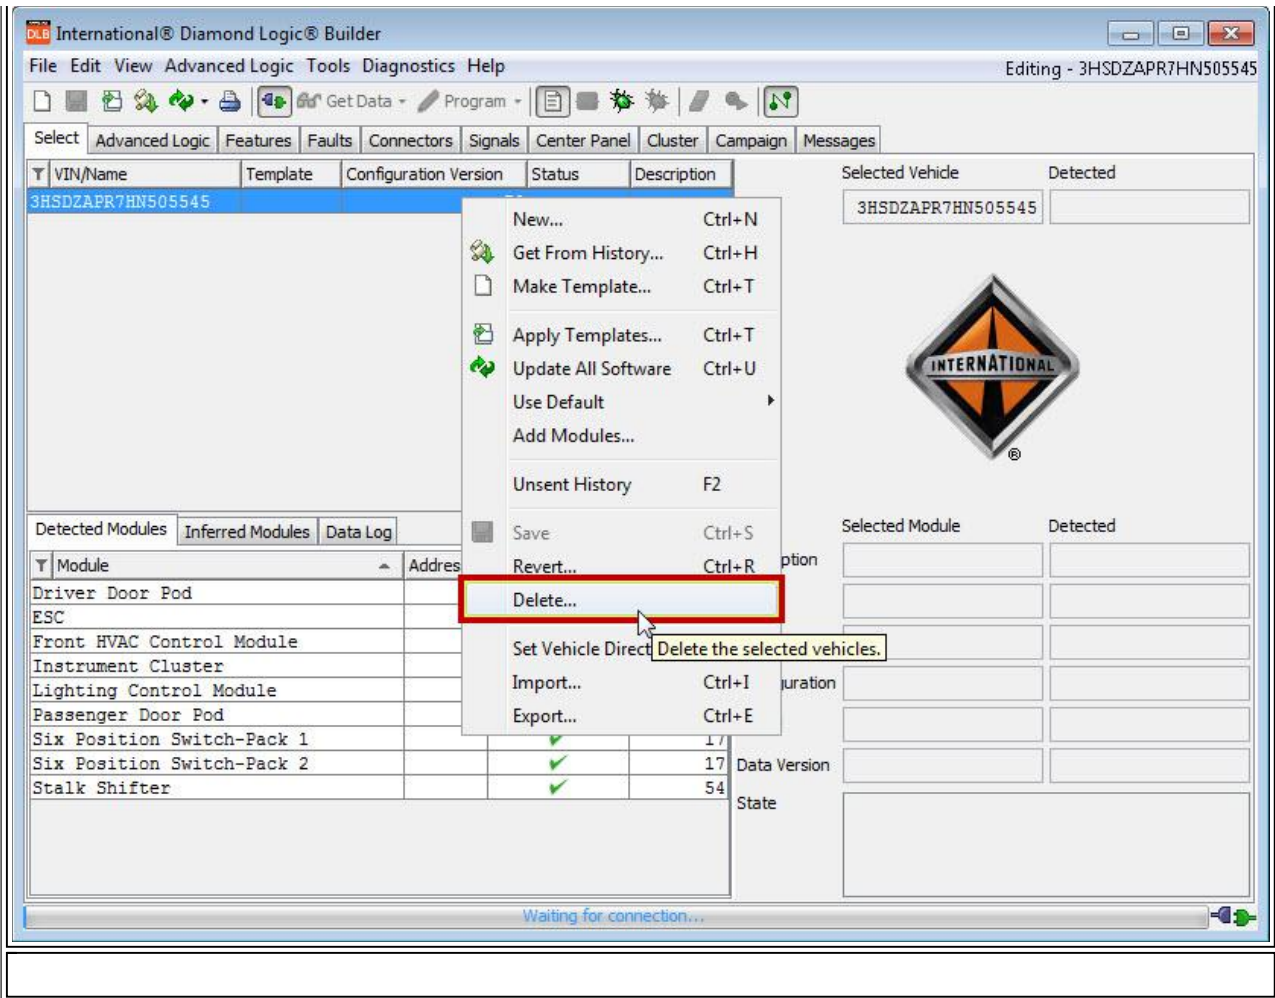 DLB International® Diamond Logic® Builder
File Edit View Advanced Logic Tools Diagnostics Help Editing - 3HSDZAPR7HN505545
Get Data Program
Select Advanced Logic Features Faults Connectors Signals Center Panel Cluster Campaign Messages
VIN/Name Template Configuration Version Status Description Selected Vehicle Detected
3HSDZAPR7HN505545 3HSDZAPR7HN505545
New... Ctrl+N
Get From History... Ctrl+H
Make Template... Ctrl+T
Apply Templates... Ctrl+T
INTERNATIONAL
®
Update All Software Ctrl+U
Use Default
Add Modules...
Unsent History F2
Detected Modules Inferred Modules Data Log Save Ctrl+S Selected Module Detected
Module Addres Revert... Ctrl+R ption
Driver Door Pod Delete...
ESC
Front HVAC Control Module Set Vehicle Direct Delete the selected vehicles.
Instrument Cluster Import... Ctrl+I uration
Lighting Control Module
Passenger Door Pod Export... Ctrl+E
Six Position Switch-Pack 1 17
Six Position Switch-Pack 2 17 Data Version
Stalk Shifter 54
State
Waiting for connection...